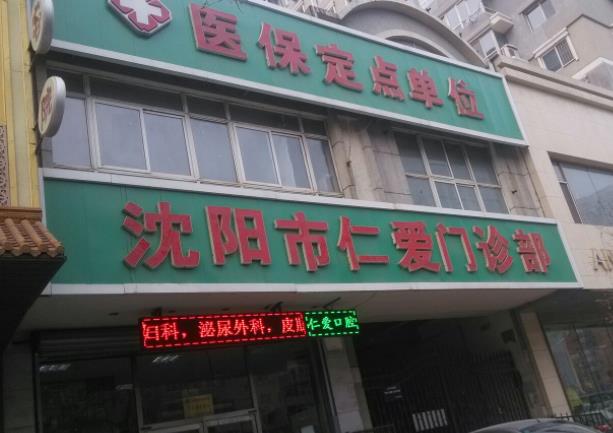 医保定点单位
沈阳市仁爱门诊部
妇科，泌尿外科，皮
仁爱口腔